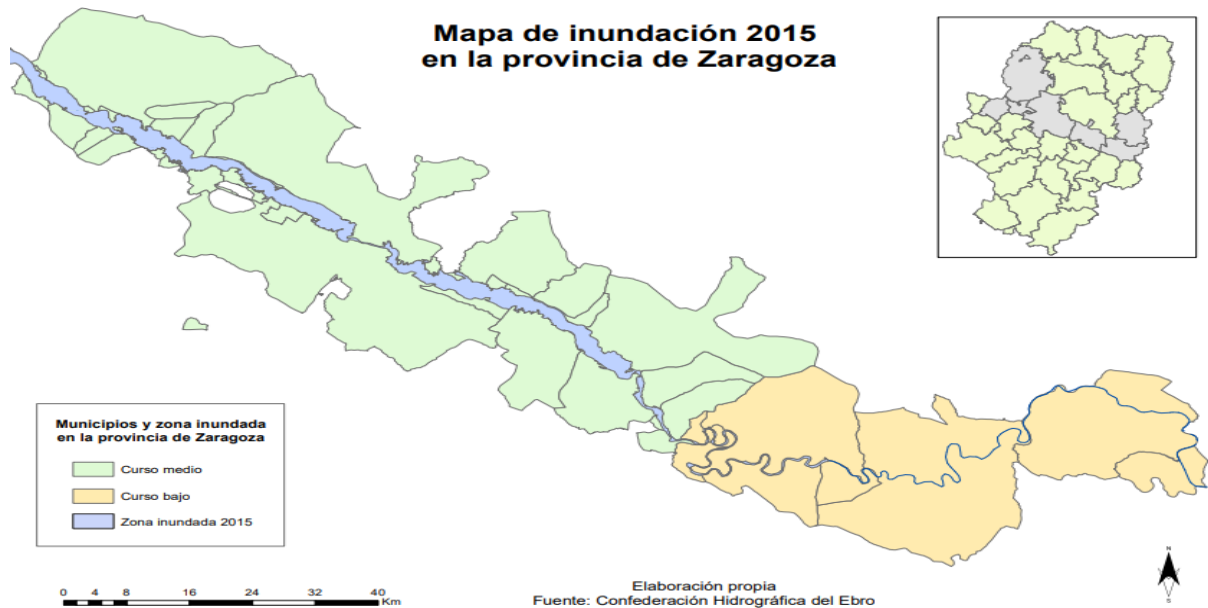 Mapa de inundación 2015
en la provincia de Zaragoza
Municipios y zona inundada
en la provincia de Zaragoza
Curso medio
Curso bajo
Zona inundada 2015
0 4 8 16 24 32 40
Km
Elaboración propia
Fuente: Confederación Hidrográfica del Ebro
N
S